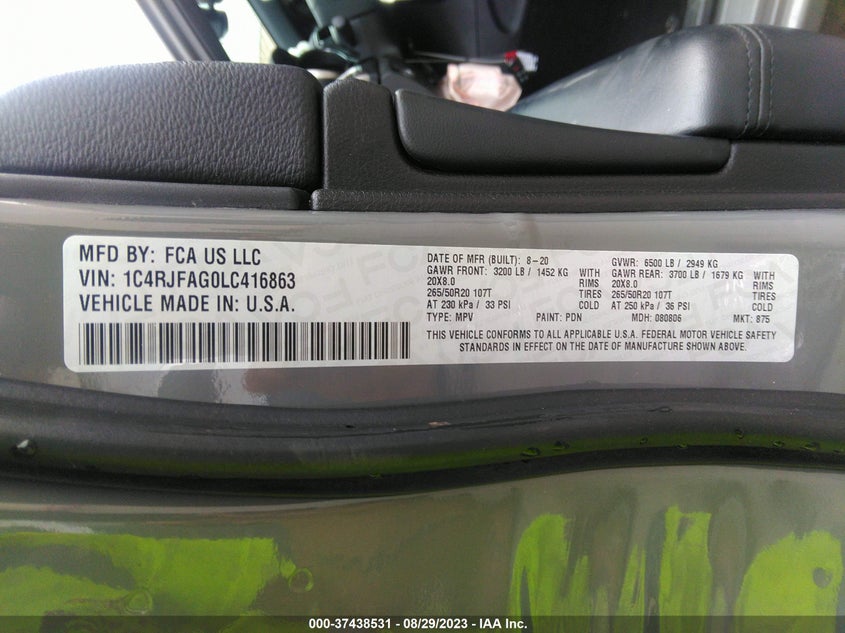 MFD BY: FCA US LLC
VIN: 1C4RJFAG0LC416863
VEHICLE MADE IN: U.S.A.
DATE OF MFR (BUILT): 8-20 GVWR: 6500 LB / 2949 KG
GAWR FRONT: 3200 LB / 1452 KG WITH GAWR REAR: 3700 LB / 1679 KG WITH
20X8.0 RIMS 20X8.0 RIMS
265/50R20 107T TIRES 265/50R20 107T TIRES
AT 230 kPa / 33 PSI COLD AT 250 kPa / 36 PSI COLD
TYPE: MPV PAINT: PDN MDH: 080806 MKT: 875
THIS VEHICLE CONFORMS TO ALL APPLICABLE U.S.A. FEDERAL MOTOR VEHICLE SAFETY
STANDARDS IN EFFECT ON THE DATE OF MANUFACTURE SHOWN ABOVE.
000-37438531 - 08/29/2023 - IAA Inc.